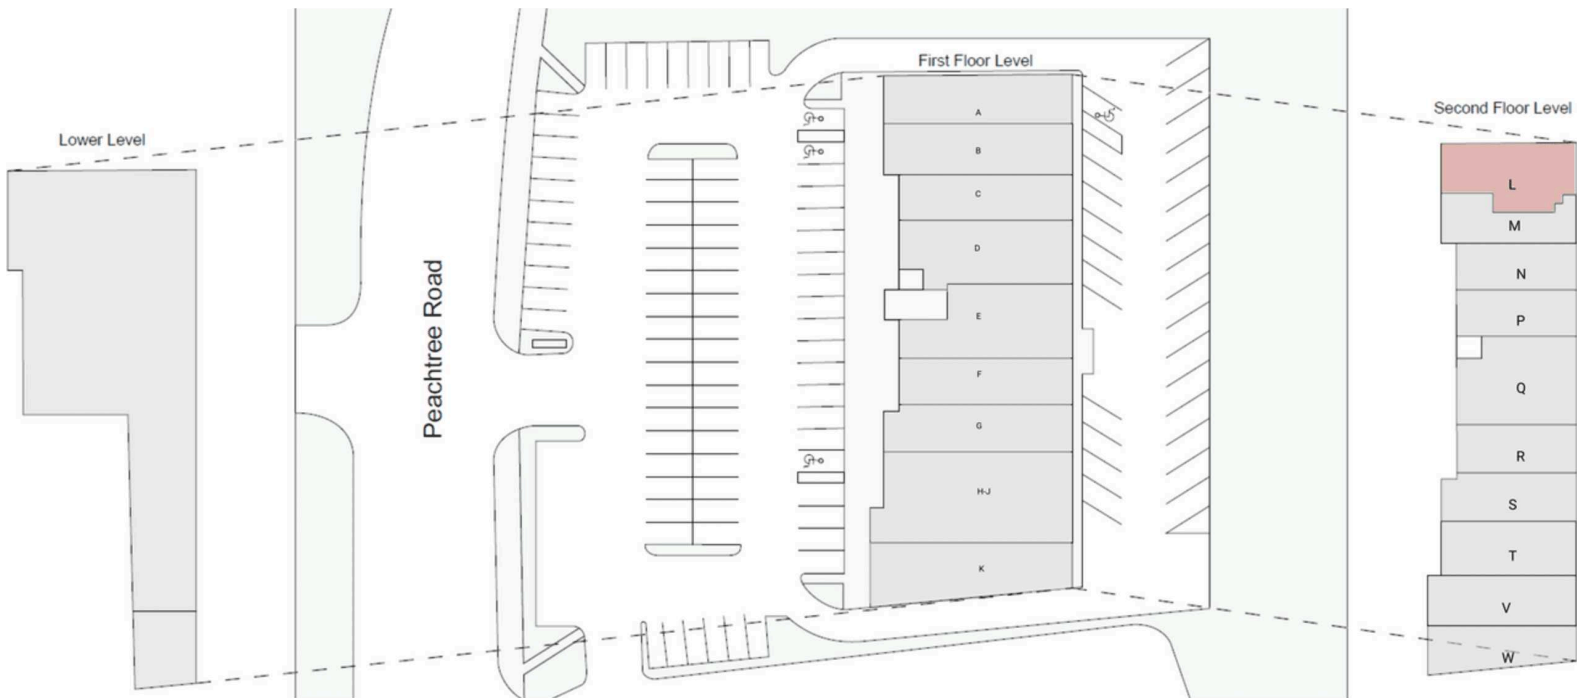 First Floor Level
Second Floor Level
Lower Level
Peachtree Road
A
B
C
D
E
F
G
H-J
K
L
M
N
P
Q
R
S
T
V
W